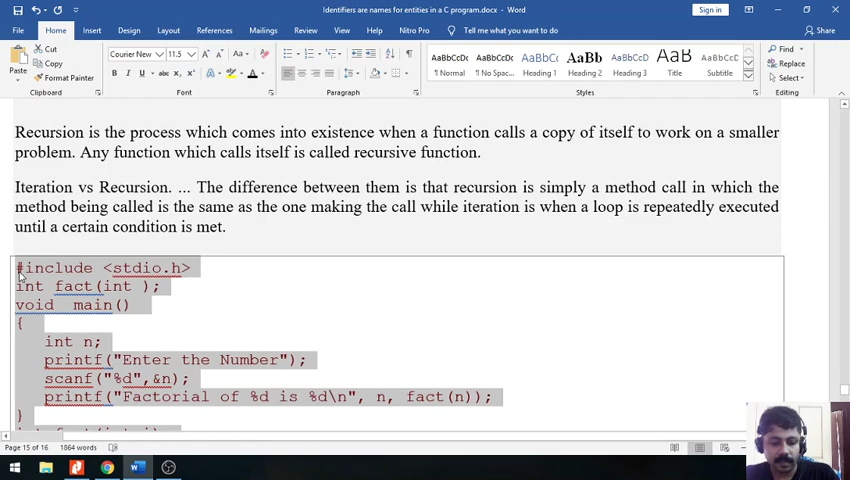 Identifiers are names for entities in a C program.docx - Word
Sign in
File Home Insert Design Layout References Mailings Review View Help Nitro Pro Tell me what you want to do Share
Paste
Cut
Copy
Format Painter
Clipboard
Courier New 11.5
Font
Paragraph
AaBbCcDc AaBbCcDc AaBbCc AaBb AaBbCcD AaB AaBbCcD
¶ Normal ¶ No Spac... Heading 1 Heading 2 Heading 3 Title Subtitle
Styles
Find
Replace
Select
Editing
Recursion is the process which comes into existence when a function calls a copy of itself to work on a smaller
problem. Any function which calls itself is called recursive function.
Iteration vs Recursion. ... The difference between them is that recursion is simply a method call in which the
method being called is the same as the one making the call while iteration is when a loop is repeatedly executed
until a certain condition is met.
#include <stdio.h>
int fact(int );
void main()
{
int n;
printf("Enter the Number");
scanf("%d",&n);
printf("Factorial of %d is %d\n", n, fact(n));
}
Page 15 of 16 1864 words